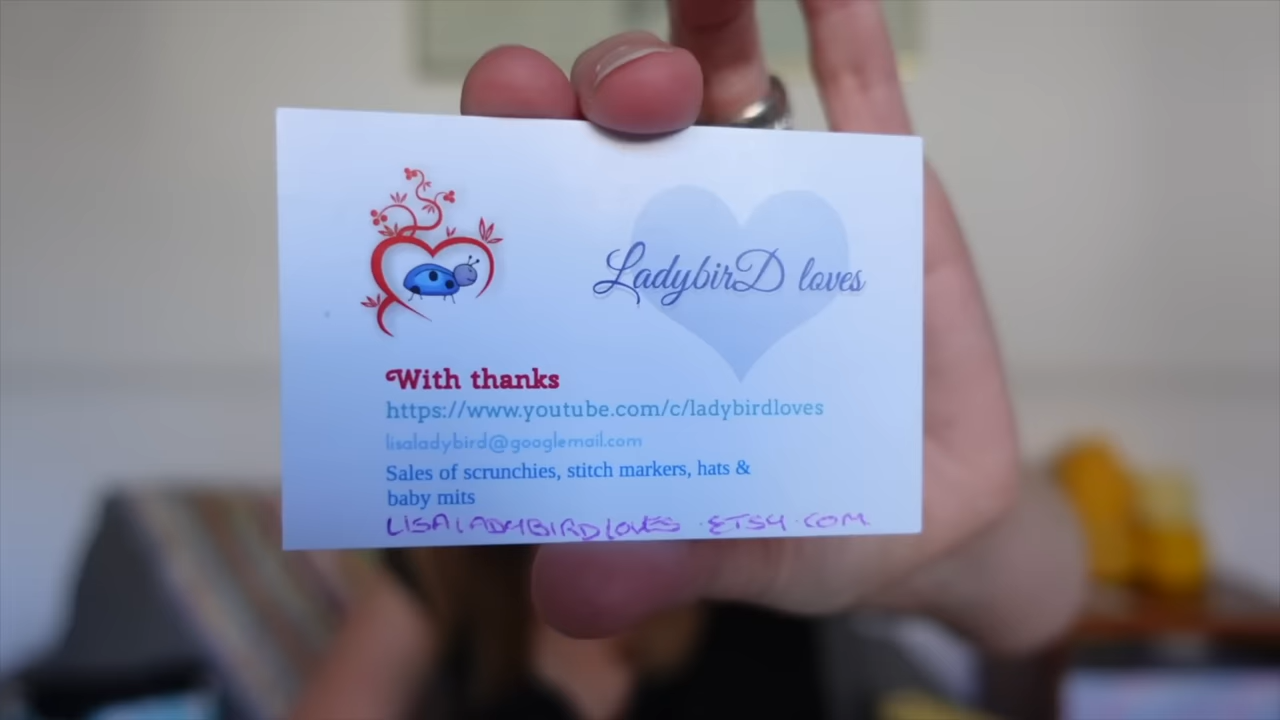 LadybirD loves
With thanks
https://www.youtube.com/c/ladybirdloves
lisaladybird@googlemail.com
Sales of scrunchies, stitch markers, hats &
baby mits
LISALADYBIRDLOVES.ETSY.COM